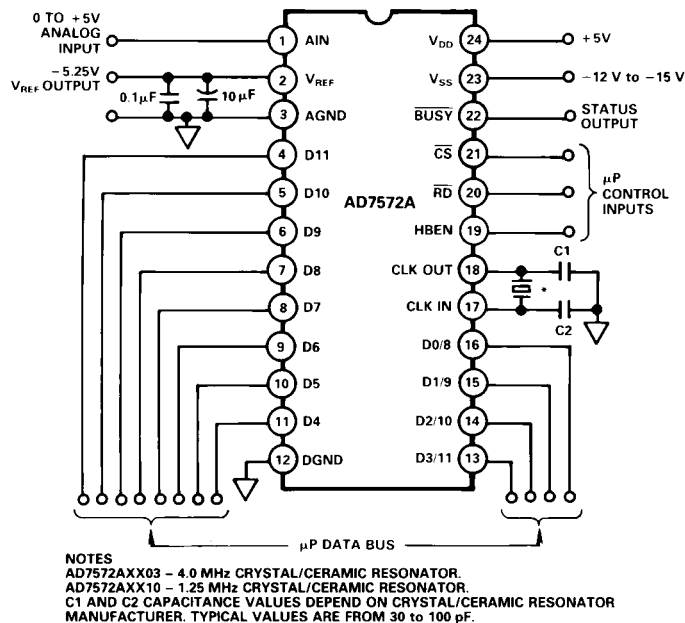 0 TO +5V
ANALOG
INPUT
–5.25V
VREF OUTPUT
0.1µF
10µF
1 AIN
2 VREF
3 AGND
4 D11
5 D10
6 D9
7 D8
8 D7
9 D6
10 D5
11 D4
12 DGND
AD7572A
VDD 24
+5V
VSS 23
–12 V to –15 V
BUSY 22
STATUS
OUTPUT
CS 21
RD 20
HBEN 19
µP
CONTROL
INPUTS
CLK OUT 18
C1
*
CLK IN 17
C2
D0/8 16
D1/9 15
D2/10 14
D3/11 13
µP DATA BUS
NOTES
AD7572AXX03 – 4.0 MHz CRYSTAL/CERAMIC RESONATOR.
AD7572AXX10 – 1.25 MHz CRYSTAL/CERAMIC RESONATOR.
C1 AND C2 CAPACITANCE VALUES DEPEND ON CRYSTAL/CERAMIC RESONATOR
MANUFACTURER. TYPICAL VALUES ARE FROM 30 to 100 pF.